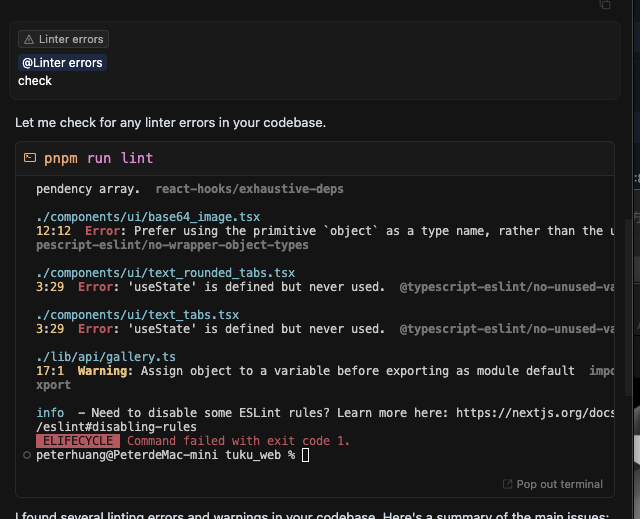 Linter errors
@Linter errors
check
Let me check for any linter errors in your codebase.
pnpm run lint
pendency array.  react-hooks/exhaustive-deps
./components/ui/base64_image.tsx
12:12  Error: Prefer using the primitive `object` as a type name, rather than the u
pescript-eslint/no-wrapper-object-types
./components/ui/text_rounded_tabs.tsx
3:29  Error: 'useState' is defined but never used.  @typescript-eslint/no-unused-va
./components/ui/text_tabs.tsx
3:29  Error: 'useState' is defined but never used.  @typescript-eslint/no-unused-va
./lib/api/gallery.ts
17:1  Warning: Assign object to a variable before exporting as module default  impo
xport
info  - Need to disable some ESLint rules? Learn more here: https://nextjs.org/docs
/eslint#disabling-rules
ELIFECYCLE  Command failed with exit code 1.
peterhuang@PeterdeMac-mini tuku_web %
Pop out terminal
I found several linting errors and warnings in your codebase. Here's a summary of the main issues: